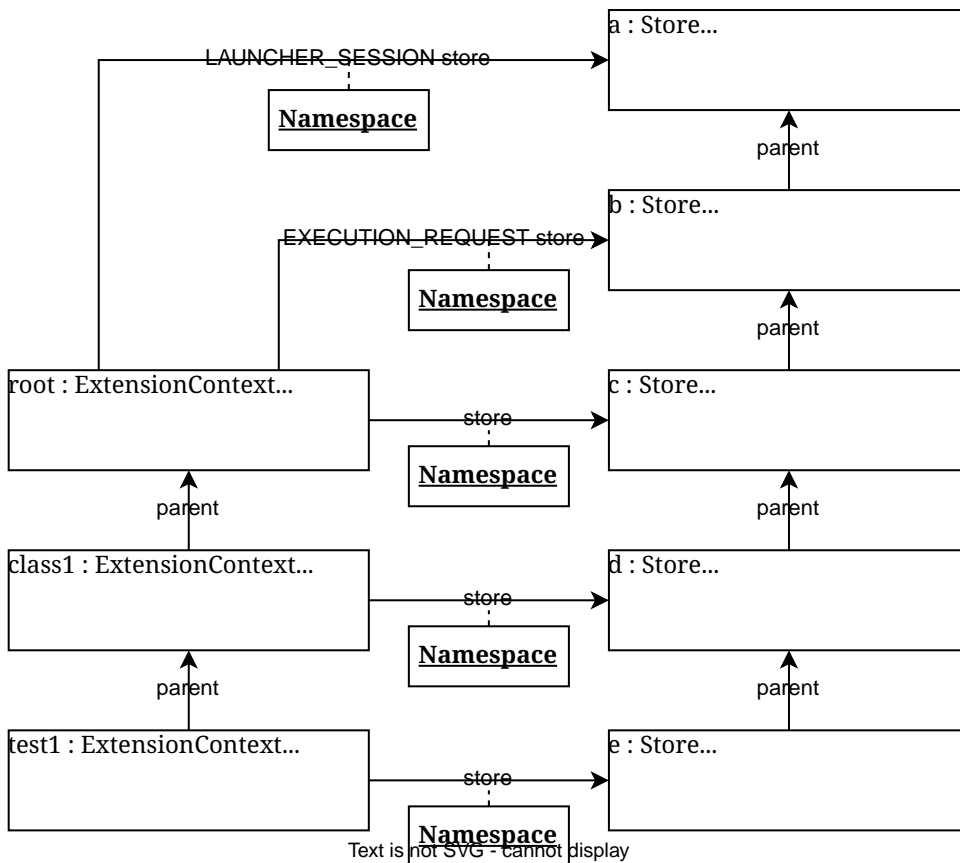 a : Store...
LAUNCHER_SESSION store
Namespace
parent
b : Store...
EXECUTION_REQUEST store
Namespace
parent
root : ExtensionContext...
c : Store...
store
Namespace
parent
parent
class1 : ExtensionContext...
d : Store...
store
Namespace
parent
parent
test1 : ExtensionContext...
e : Store...
store
Namespace
Text is not SVG - cannot display